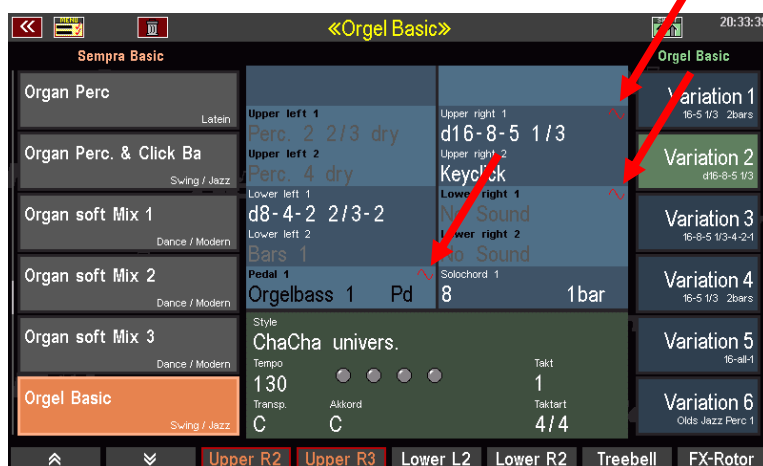 MENU
«Orgel Basic»
20:33:39
Sempra Basic
Orgel Basic
Organ Perc
Latein
Organ Perc. & Click Ba
Swing / Jazz
Organ soft Mix 1
Dance / Modern
Organ soft Mix 2
Dance / Modern
Organ soft Mix 3
Dance / Modern
Orgel Basic
Swing / Jazz
Upper left 1
Perc. 2 2/3 dry
Upper left 2
Perc. 4 dry
Lower left 1
d8-4-2 2/3-2
Lower left 2
Bars 1
Pedal 1
Orgelbass 1 Pd
Upper right 1
d16-8-5 1/3
Upper right 2
Keyclick
Lower right 1
No Sound
Lower right 2
No Sound
Solochord 1
8 1bar
Style
ChaCha univers.
Tempo
130
Takt
1
Transp.
C
Akkord
C
Taktart
4/4
Variation 1
16-5 1/3 2bars
Variation 2
d16-8-5 1/3
Variation 3
16-8-5 1/3-4-2-1
Variation 4
16-5 1/3 2bars
Variation 5
16-all-1
Variation 6
Olds Jazz Perc 1
Upper R2
Upper R3
Lower L2
Lower R2
Treebell
FX-Rotor